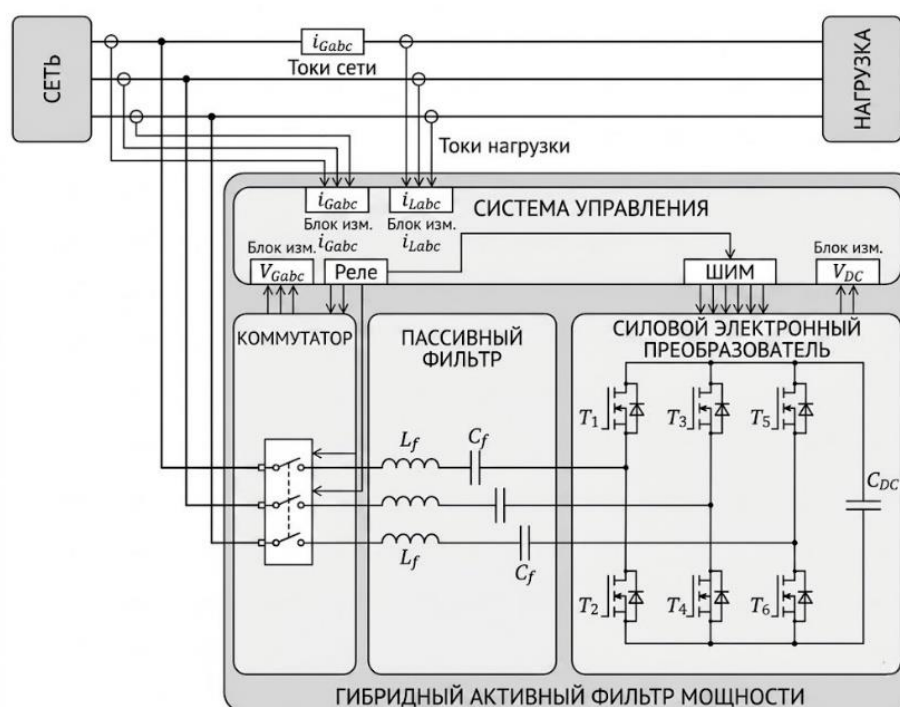 СЕТЬ
i_Gabc
Токи сети
НАГРУЗКА
Токи нагрузки
i_Gabc
i_Labc
СИСТЕМА УПРАВЛЕНИЯ
Блок изм.
i_Gabc
Блок изм.
i_Labc
Блок изм.
V_Gabc
Реле
ШИМ
Блок изм.
V_DC
КОММУТАТОР
ПАССИВНЫЙ
ФИЛЬТР
СИЛОВОЙ ЭЛЕКТРОННЫЙ
ПРЕОБРАЗОВАТЕЛЬ
T_1
T_3
T_5
L_f
C_f
C_DC
L_f
C_f
T_2
T_4
T_6
ГИБРИДНЫЙ АКТИВНЫЙ ФИЛЬТР МОЩНОСТИ